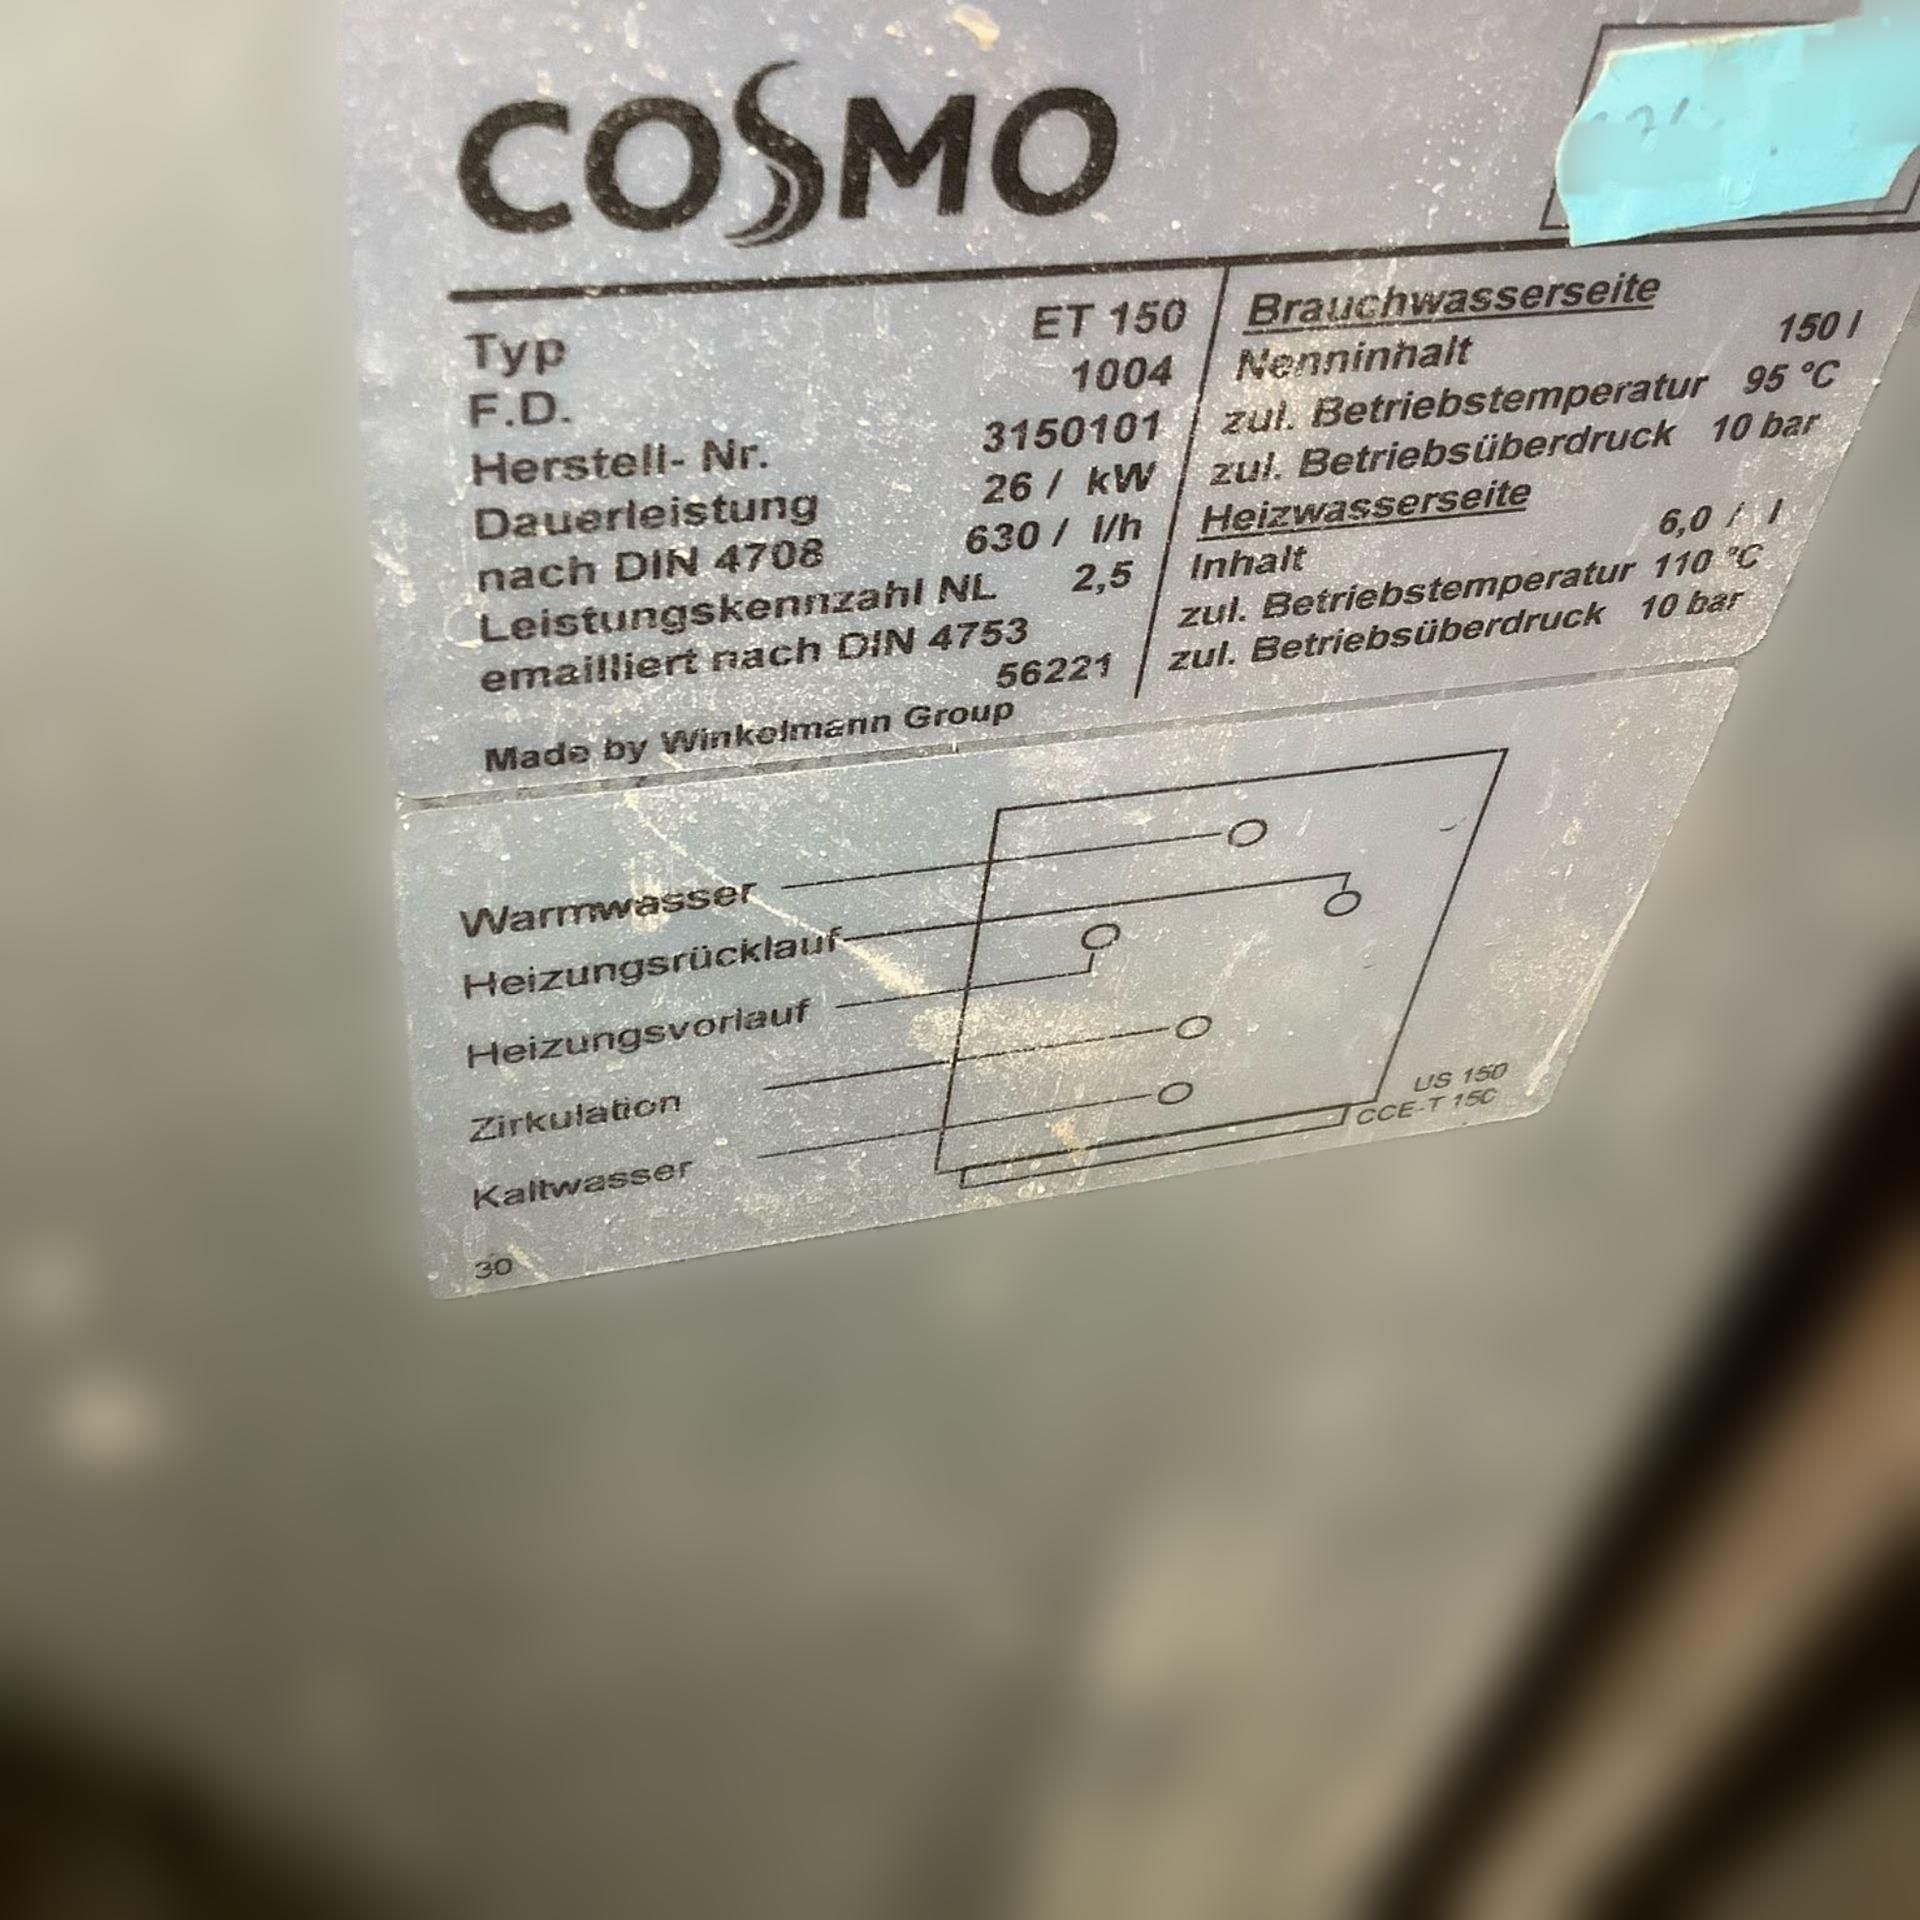 COSMO
Typ ET 150
F.D. 1004
Herstell- Nr. 3150101
Dauerleistung 26 / kW
nach DIN 4708 630 / l/h
Leistungskennzahl NL 2,5
emailliert nach DIN 4753
56221
Made by Winkelmann Group
Brauchwasserseite
Nenninhalt 150 l
zul. Betriebstemperatur 95 °C
zul. Betriebsüberdruck 10 bar
Heizwasserseite
Inhalt 6,0 / l
zul. Betriebstemperatur 110 °C
zul. Betriebsüberdruck 10 bar
Warmwasser
Heizungsrücklauf
Heizungsvorlauf
Zirkulation
Kaltwasser
US 150
CCE-T 150
30